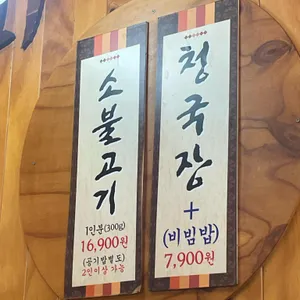 소불고기
1인분(300g)
16,900원
(공기밥별도)
2인이상 가능
청국장
+
(비빔밥)
7,900원